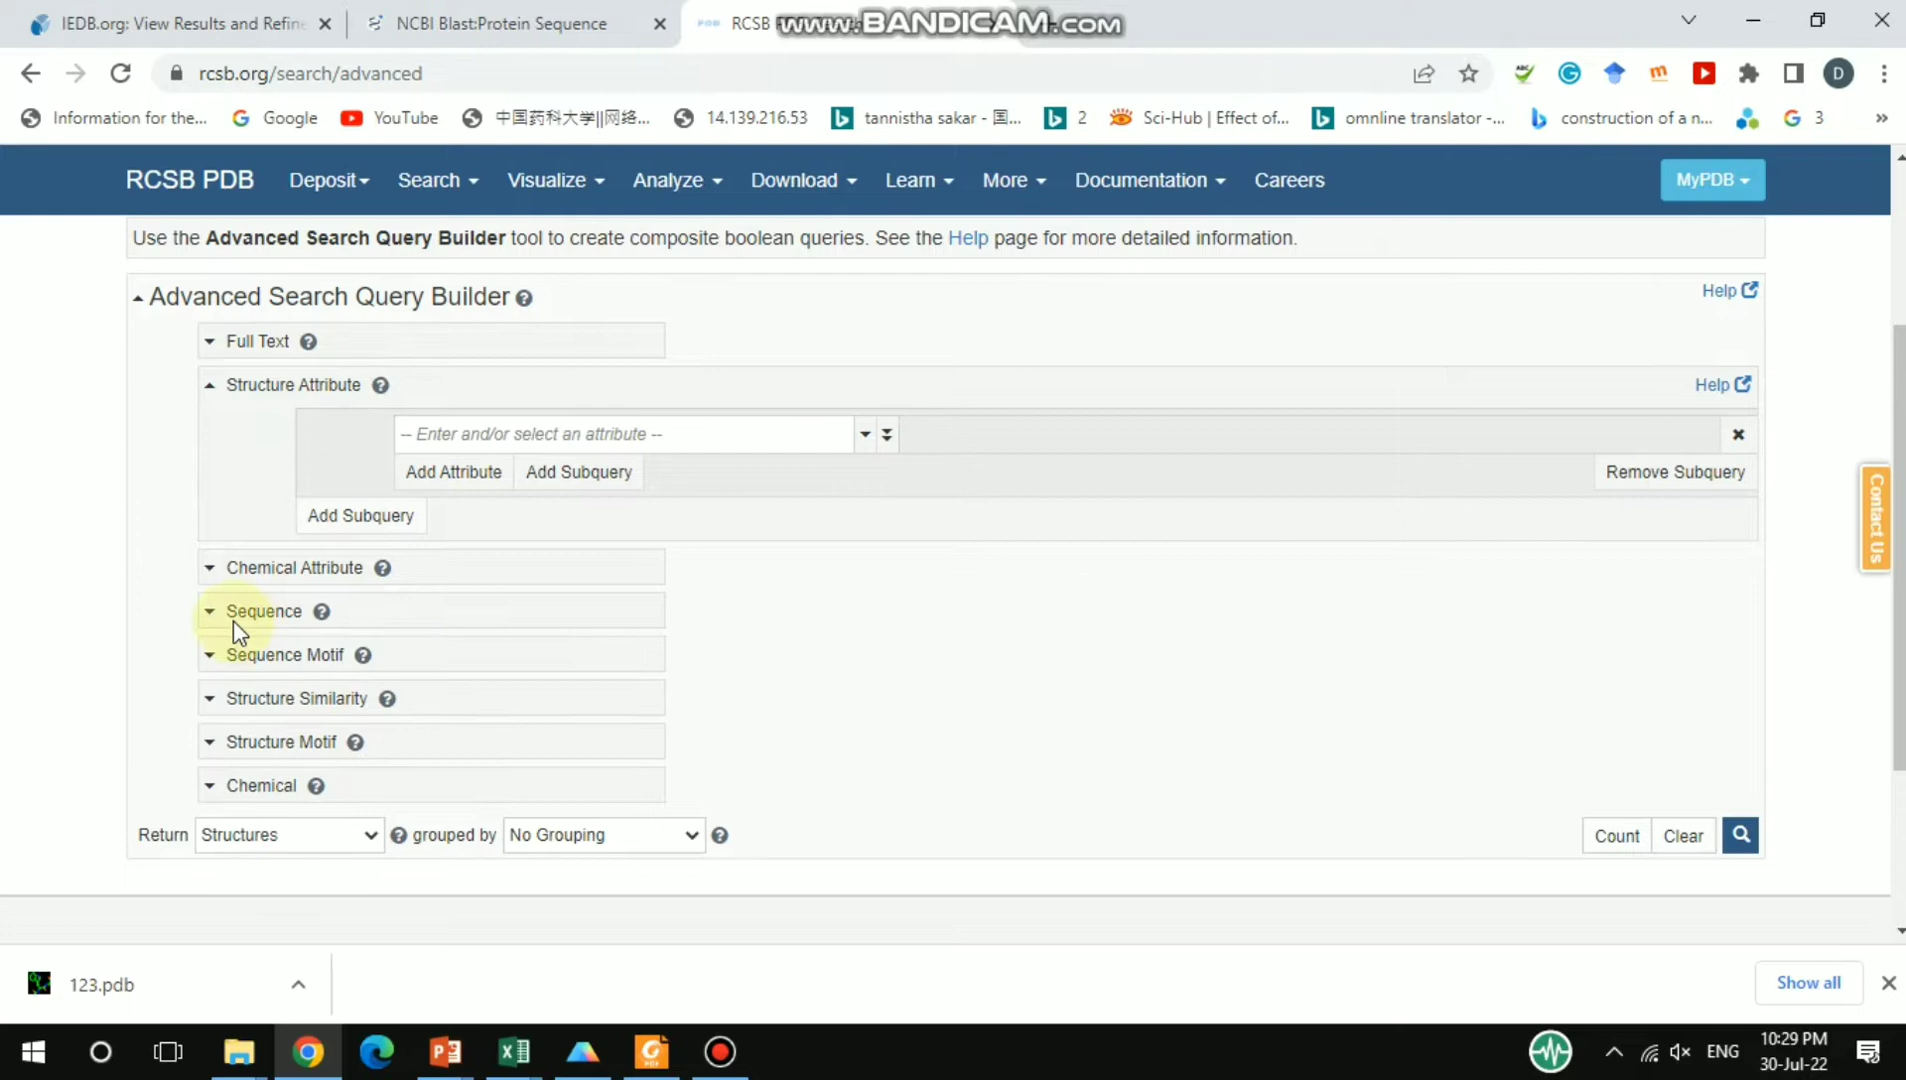 IEDB.org: View Results and Refine
NCBI Blast:Protein Sequence
RCSB
www.BANDICAM.com
rcsb.org/search/advanced
D
Information for the...
Google
YouTube
中国药科大学||网络...
14.139.216.53
tannistha sakar - 国...
2
Sci-Hub | Effect of...
omnline translator -...
construction of a n...
3
»
RCSB PDB Deposit Search Visualize Analyze Download Learn More Documentation Careers MyPDB
Use the Advanced Search Query Builder tool to create composite boolean queries. See the Help page for more detailed information.
Advanced Search Query Builder ? Help
Full Text ?
Structure Attribute ? Help
-- Enter and/or select an attribute --
Add Attribute Add Subquery Remove Subquery
Add Subquery
Chemical Attribute ?
Sequence ?
Sequence Motif ?
Structure Similarity ?
Structure Motif ?
Chemical ?
Return Structures ? grouped by No Grouping ? Count Clear
Contact Us
123.pdb
Show all
ENG
10:29 PM
30-Jul-22